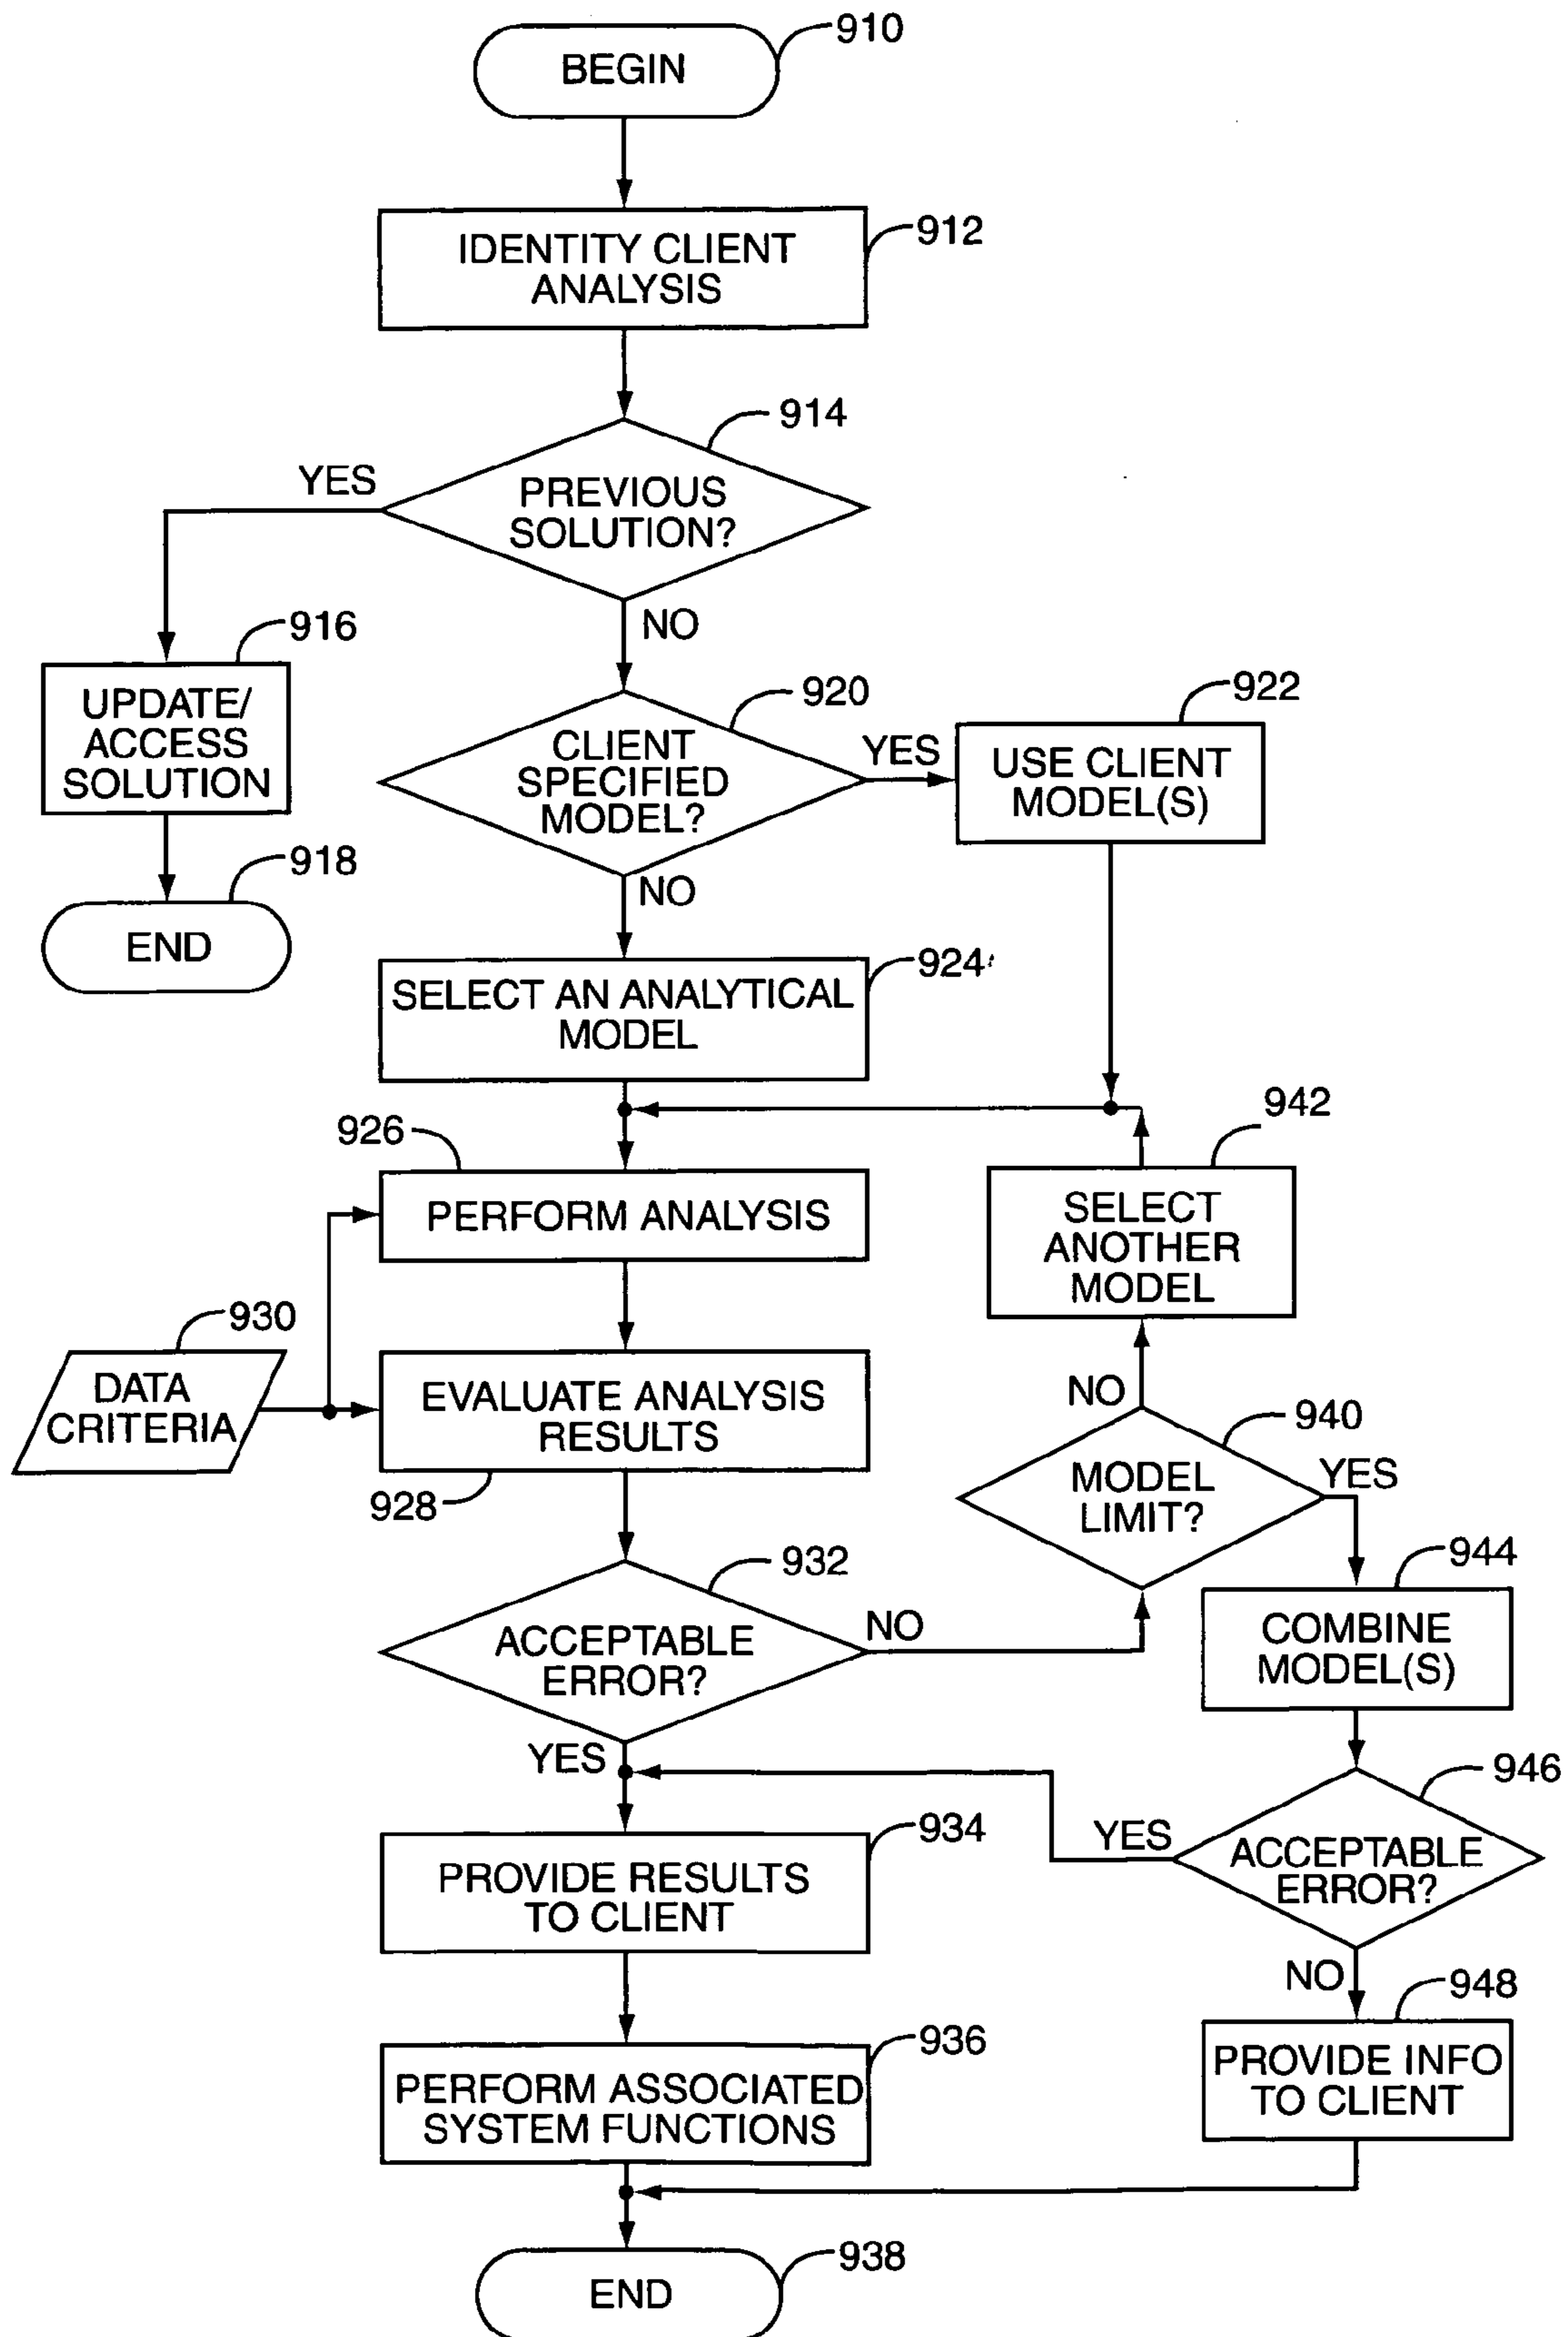 910
BEGIN
912
IDENTITY CLIENT
ANALYSIS
914
YES
PREVIOUS
SOLUTION?
916
NO
UPDATE/
ACCESS
SOLUTION
920
922
CLIENT
SPECIFIED
MODEL?
YES
USE CLIENT
MODEL(S)
918
NO
END
924
SELECT AN ANALYTICAL
MODEL
942
926
PERFORM ANALYSIS
SELECT
ANOTHER
MODEL
930
DATA
CRITERIA
EVALUATE ANALYSIS
RESULTS
NO
940
928
MODEL
LIMIT?
YES
932
944
ACCEPTABLE
ERROR?
NO
COMBINE
MODEL(S)
YES
946
934
YES
ACCEPTABLE
ERROR?
PROVIDE RESULTS
TO CLIENT
NO
948
936
PROVIDE INFO
TO CLIENT
PERFORM ASSOCIATED
SYSTEM FUNCTIONS
938
END